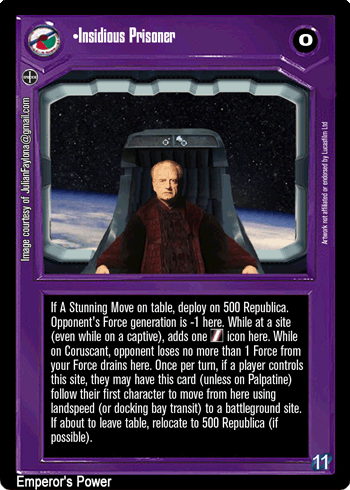 •Insidious Prisoner
0
Image courtesy of JulianFaylona@gmail.com
Artwork not affiliated or endorsed by Lucasfilm Ltd
If A Stunning Move on table, deploy on 500 Republica.
Opponent's Force generation is -1 here. While at a site
(even while on a captive), adds one icon here. While
on Coruscant, opponent loses no more than 1 Force from
your Force drains here. Once per turn, if a player controls
this site, they may have this card (unless on Palpatine)
follow their first character to move from here using
landspeed (or docking bay transit) to a battleground site.
If about to leave table, relocate to 500 Republica (if
possible).
11
Emperor's Power